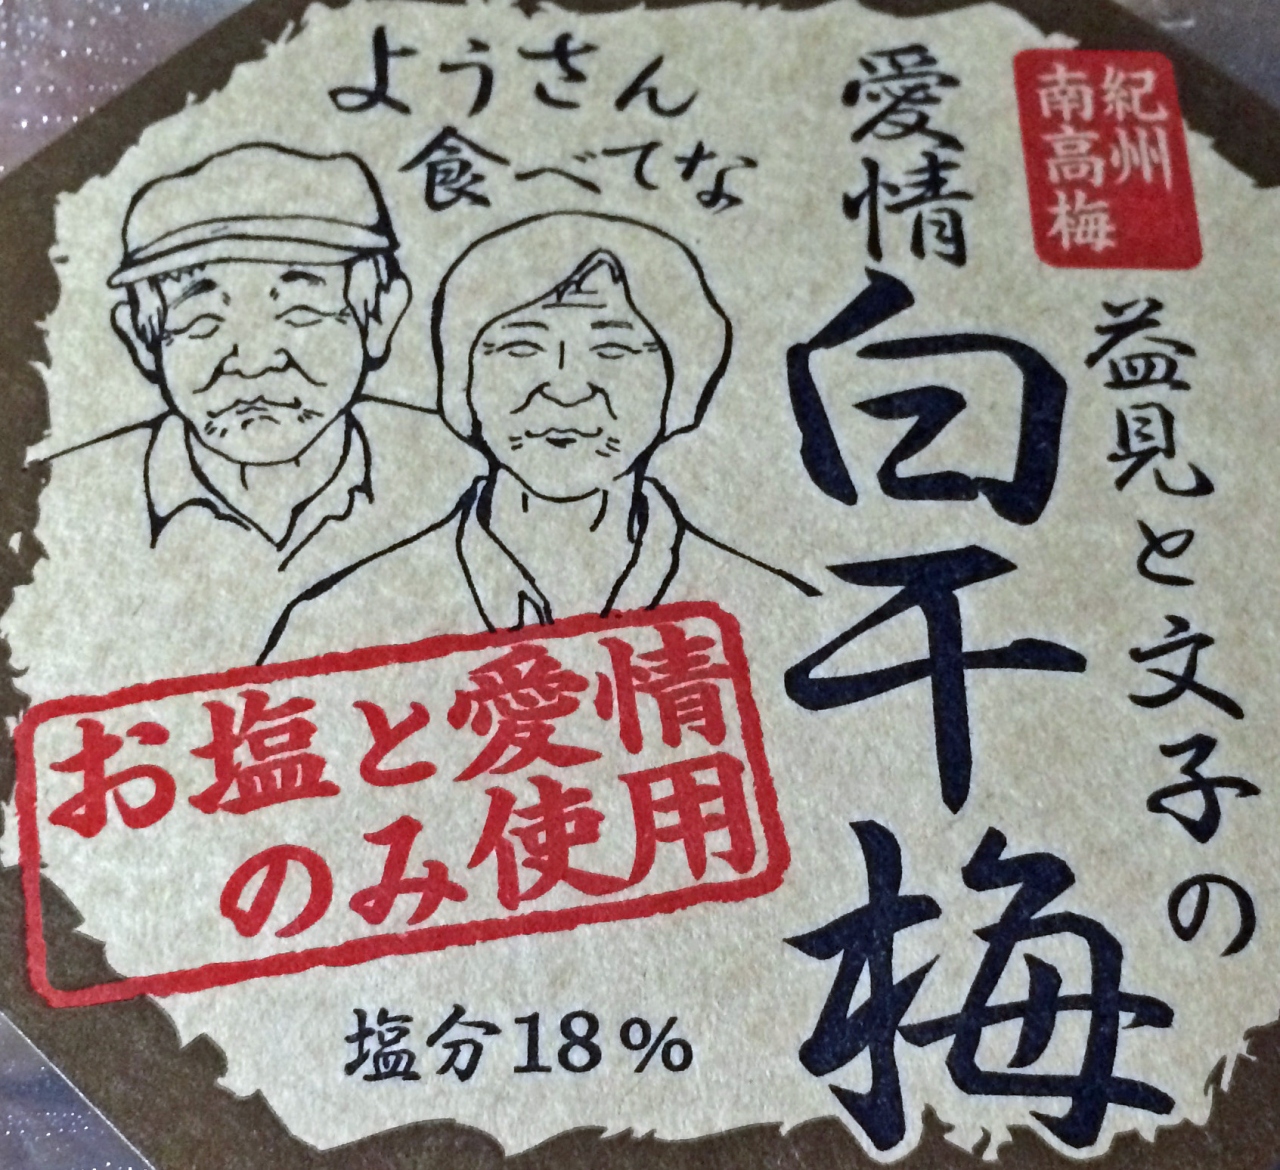 紀州
南高梅
益見と文子の
愛情
白干梅
ようさん
食べてな
お塩と愛情
のみ使用
塩分18%